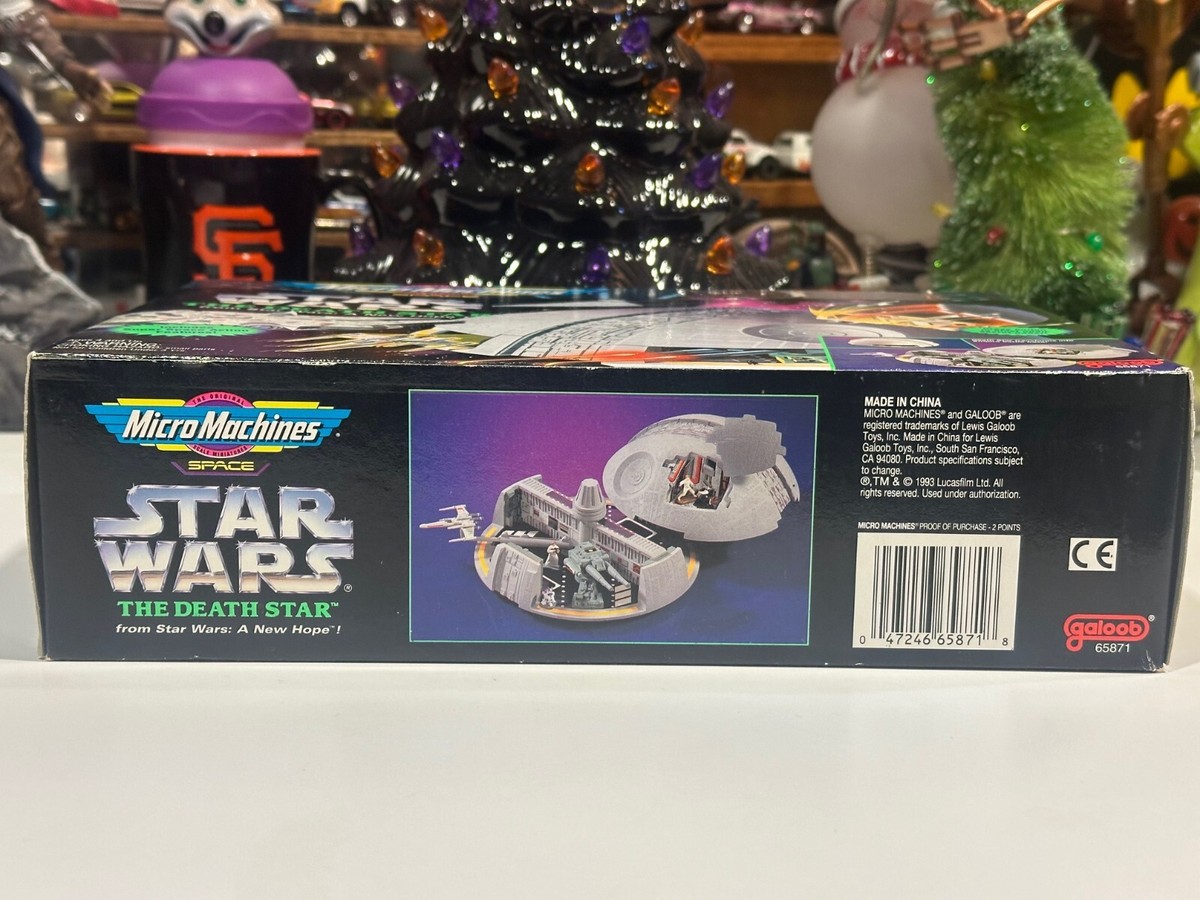 SF
STAR
THE ORIGINAL
Micro Machines
SCALE MINIATURES
SPACE
STAR
WARS®
THE DEATH STAR™
from Star Wars: A New Hope™!
MADE IN CHINA
MICRO MACHINES® and GALOOB® are
registered trademarks of Lewis Galoob
Toys, Inc. Made in China for Lewis
Galoob Toys, Inc., South San Francisco,
CA 94080. Product specifications subject
to change.
®,TM & © 1993 Lucasfilm Ltd. All
rights reserved. Used under authorization.
MICRO MACHINES® PROOF OF PURCHASE - 2 POINTS
0 47246 65871 8
CE
galoob®
65871